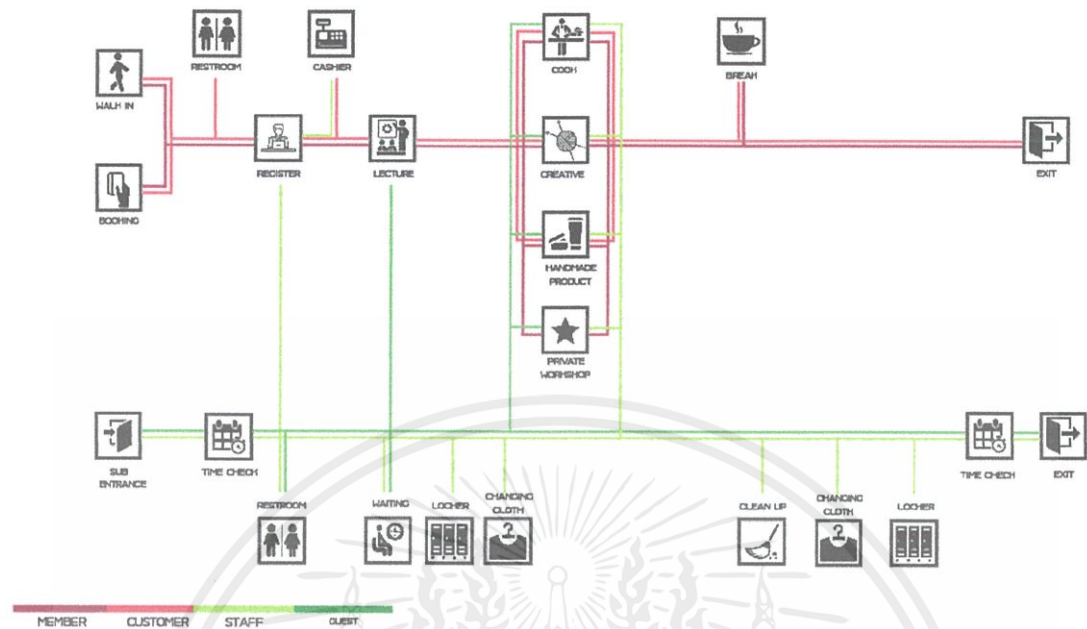 RESTROOM
CASHIER
COOK
BREAK
WALK IN
REGISTER
LECTURE
CREATIVE
EXIT
BOOKING
HANDMADE
PRODUCT
PRIVATE
WORKSHOP
SUB
ENTRANCE
TIME CHECK
TIME CHECK
EXIT
RESTROOM
WAITING
LOCKER
CHANGING
CLOTH
CLEAN UP
CHANGING
CLOTH
LOCKER
MEMBER
CUSTOMER
STAFF
GUEST